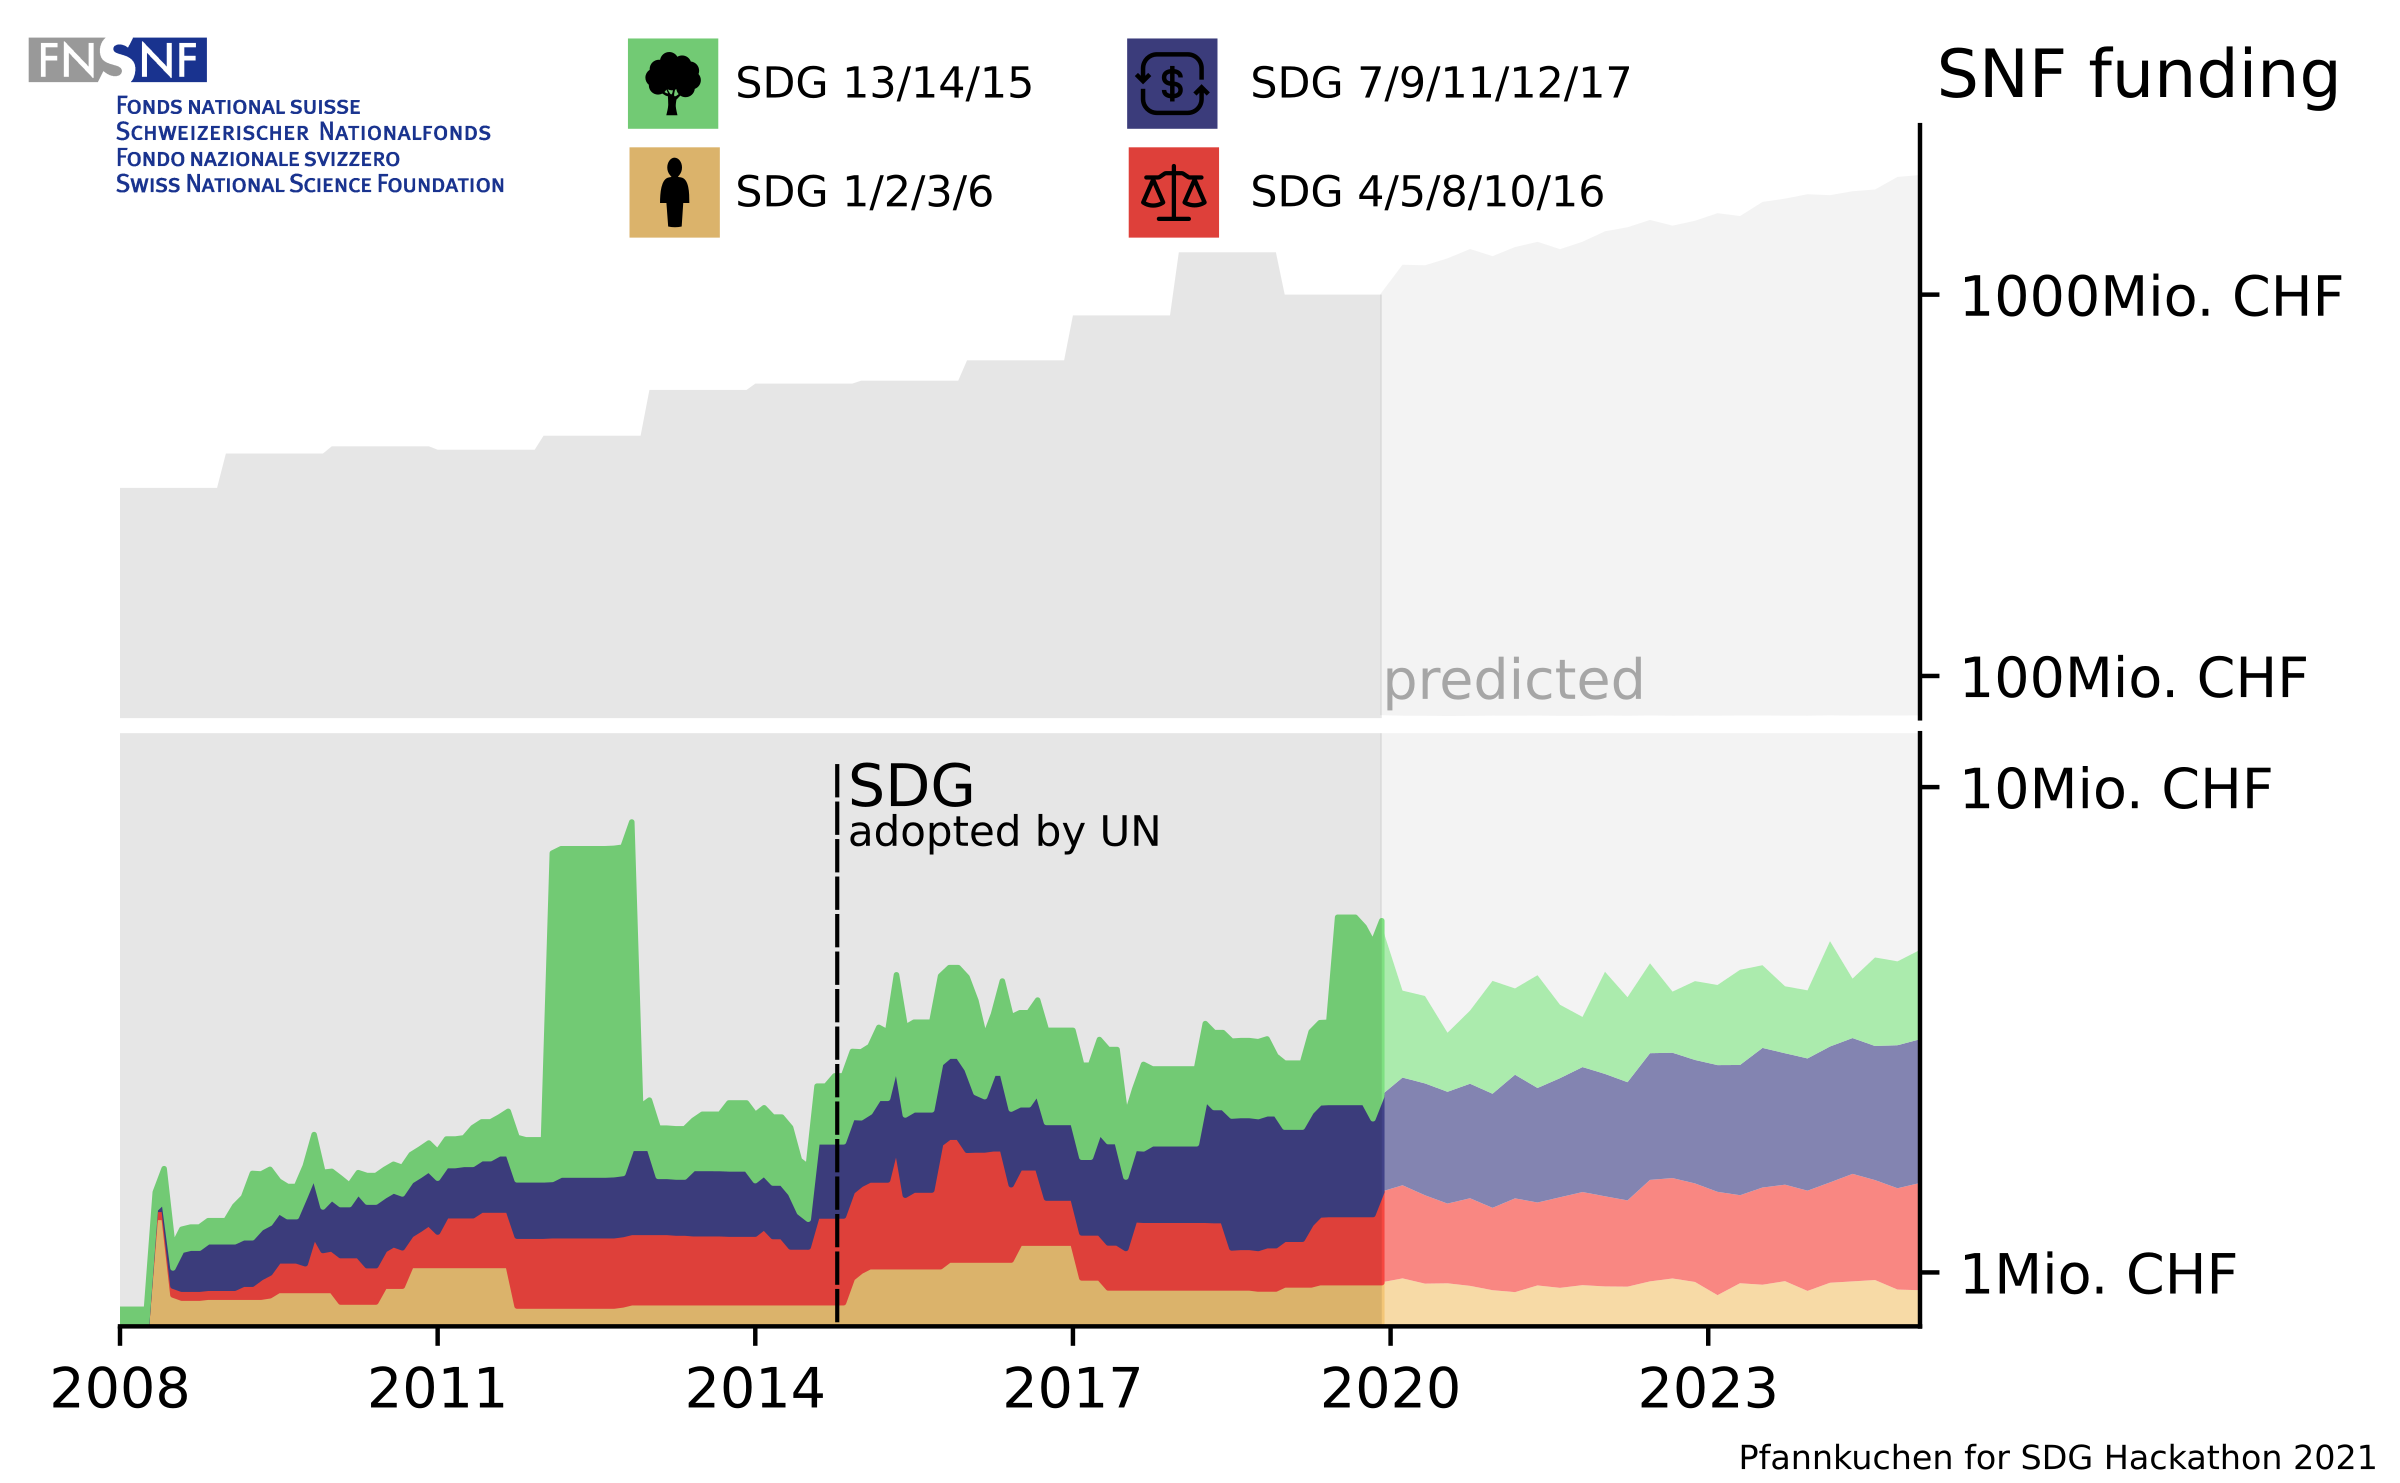 FNSNF
FONDS NATIONAL SUISSE
SCHWEIZERISCHER NATIONALFONDS
FONDO NAZIONALE SVIZZERO
SWISS NATIONAL SCIENCE FOUNDATION
SDG 13/14/15
SDG 7/9/11/12/17
SDG 1/2/3/6
SDG 4/5/8/10/16
$
SNF funding
1000Mio. CHF
100Mio. CHF
predicted
10Mio. CHF
SDG
adopted by UN
1Mio. CHF
2008 2011 2014 2017 2020 2023
Pfannkuchen for SDG Hackathon 2021